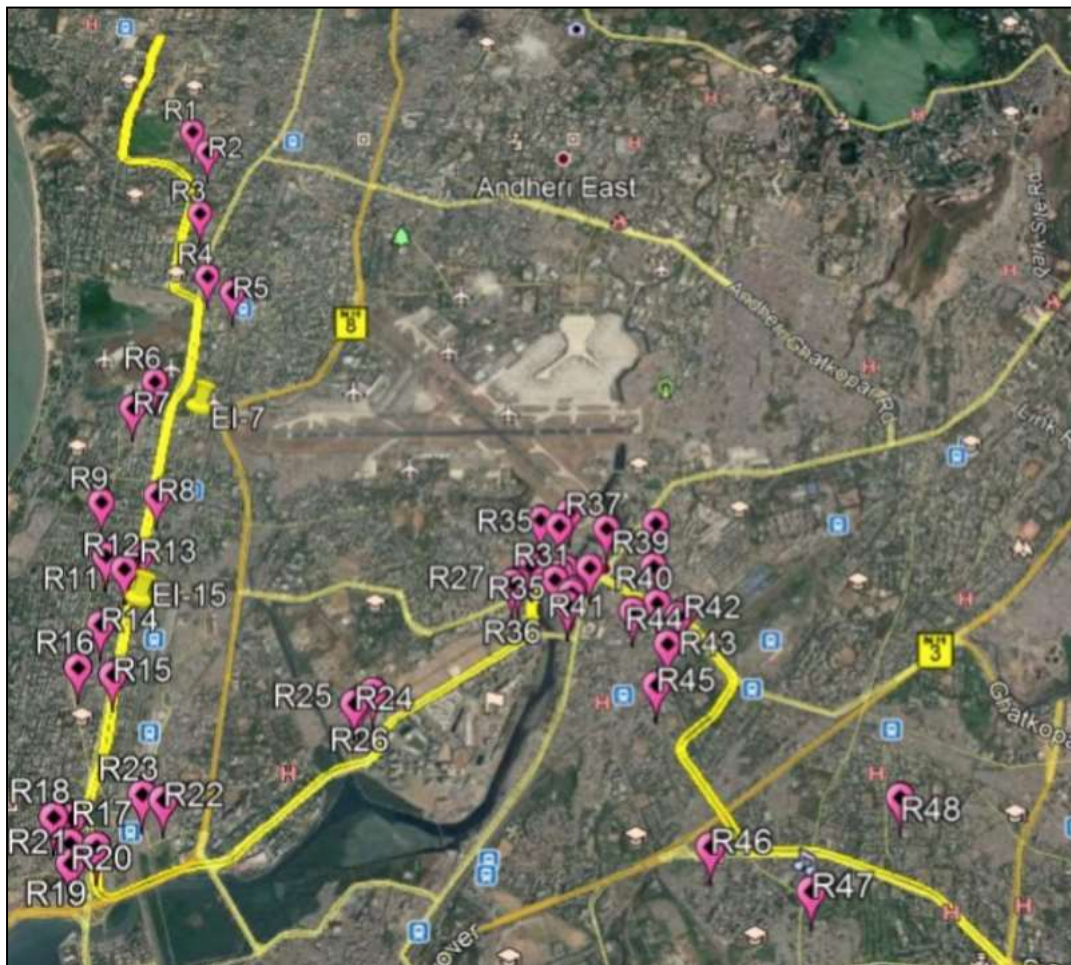 R1
R2
Andheri East
R3
R4
R5
Andheri Ghatkopar RD
8
R6
EI-7
R7
R9
R8
R37
R35
R39
R12
R13
R11
R31
R27
R35
R40
EI-15
R41
R44
R42
R14
R36
R43
R16
R15
R45
3
R25
R24
R26
R23
R22
R18
R17
R48
R21
R20
R46
R19
R47